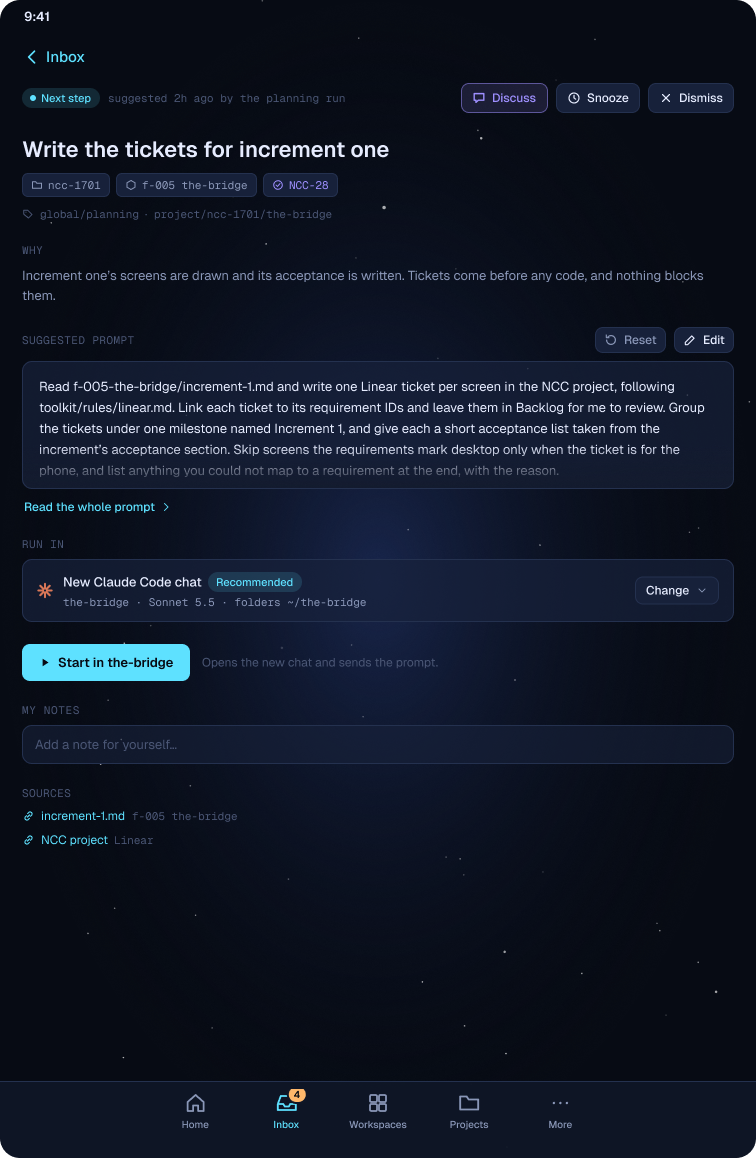 9:41
Inbox
Next step suggested 2h ago by the planning run Discuss Snooze Dismiss
Write the tickets for increment one
ncc-1701 f-005 the-bridge NCC-28
global/planning · project/ncc-1701/the-bridge
WHY
Increment one’s screens are drawn and its acceptance is written. Tickets come before any code, and nothing blocks
them.
SUGGESTED PROMPT Reset Edit
Read f-005-the-bridge/increment-1.md and write one Linear ticket per screen in the NCC project, following
toolkit/rules/linear.md. Link each ticket to its requirement IDs and leave them in Backlog for me to review. Group
the tickets under one milestone named Increment 1, and give each a short acceptance list taken from the
increment’s acceptance section. Skip screens the requirements mark desktop only when the ticket is for the
phone, and list anything you could not map to a requirement at the end, with the reason.
Read the whole prompt
RUN IN
New Claude Code chat Recommended
the-bridge · Sonnet 5.5 · folders ~/the-bridge
Change
Start in the-bridge Opens the new chat and sends the prompt.
MY NOTES
Add a note for yourself…
SOURCES
increment-1.md f-005 the-bridge
NCC project Linear
4
Home Inbox Workspaces Projects More